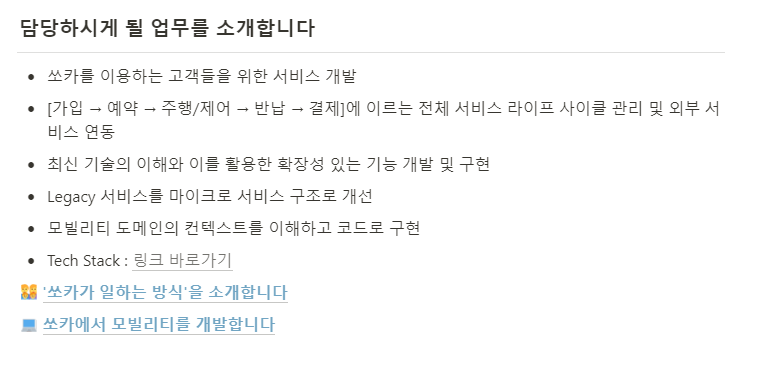 담당하시게 될 업무를 소개합니다
• 쏘카를 이용하는 고객들을 위한 서비스 개발
• [가입 → 예약 → 주행/제어 → 반납 → 결제]에 이르는 전체 서비스 라이프 사이클 관리 및 외부 서
비스 연동
• 최신 기술의 이해와 이를 활용한 확장성 있는 기능 개발 및 구현
• Legacy 서비스를 마이크로 서비스 구조로 개선
• 모빌리티 도메인의 컨텍스트를 이해하고 코드로 구현
• Tech Stack : 링크 바로가기
'쏘카가 일하는 방식'을 소개합니다
쏘카에서 모빌리티를 개발합니다